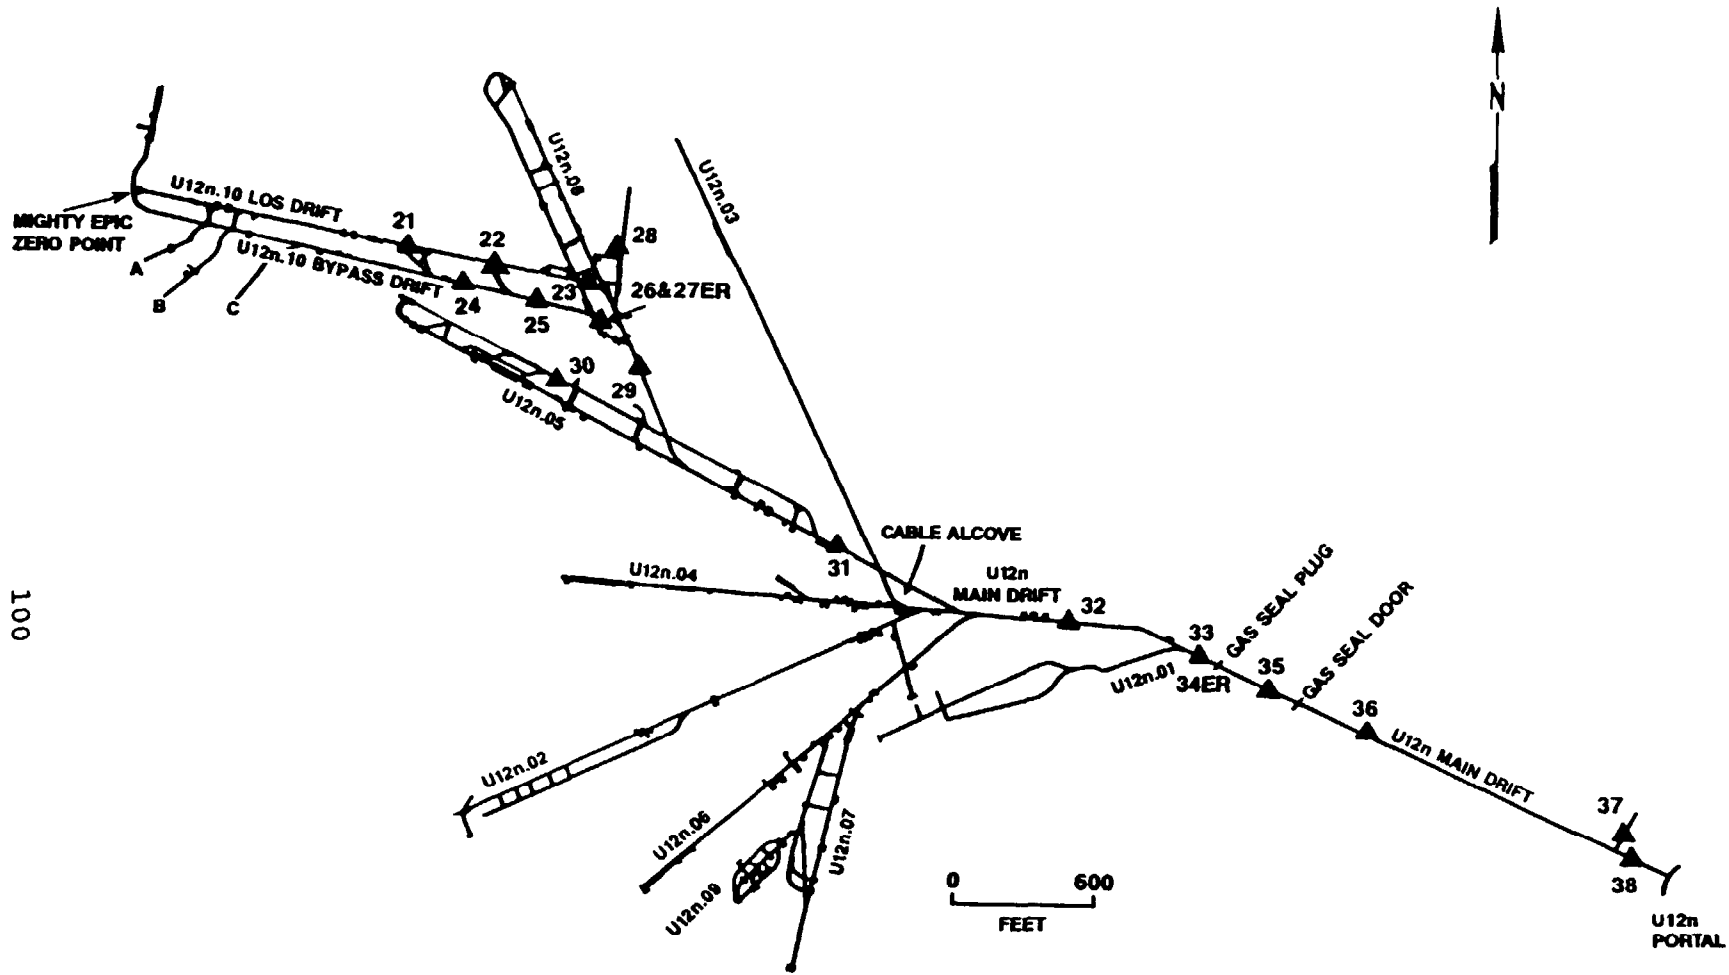 N
U12n.08
U12n.03
U12n.10 LOS DRIFT
MIGHTY EPIC
ZERO POINT
21
22
28
U12n.10 BYPASS DRIFT
A
B
C
23
26&27ER
24
25
30
29
U12n.05
CABLE ALCOVE
31
U12n.04
U12n
MAIN DRIFT
32
100
33
GAS SEAL PLUG
34ER
35
GAS SEAL DOOR
U12n.01
36
U12n MAIN DRIFT
U12n.02
U12n.06
U12n.07
U12n.09
37
38
0 600
FEET
U12n
PORTAL